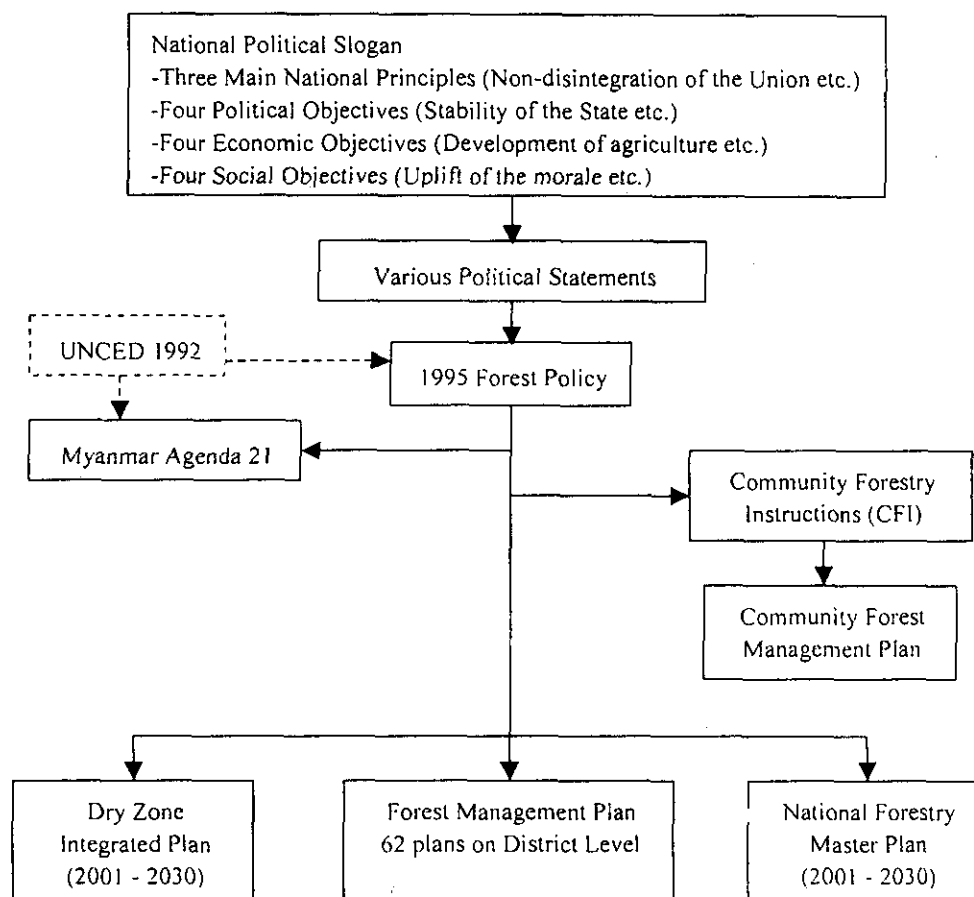 National Political Slogan
-Three Main National Principles (Non-disintegration of the Union etc.)
-Four Political Objectives (Stability of the State etc.)
-Four Economic Objectives (Development of agriculture etc.)
-Four Social Objectives (Uplift of the morale etc.)
Various Political Statements
UNCED 1992
1995 Forest Policy
Myanmar Agenda 21
Community Forestry
Instructions (CFI)
Community Forest
Management Plan
Dry Zone
Integrated Plan
(2001 - 2030)
Forest Management Plan
62 plans on District Level
National Forestry
Master Plan
(2001 - 2030)